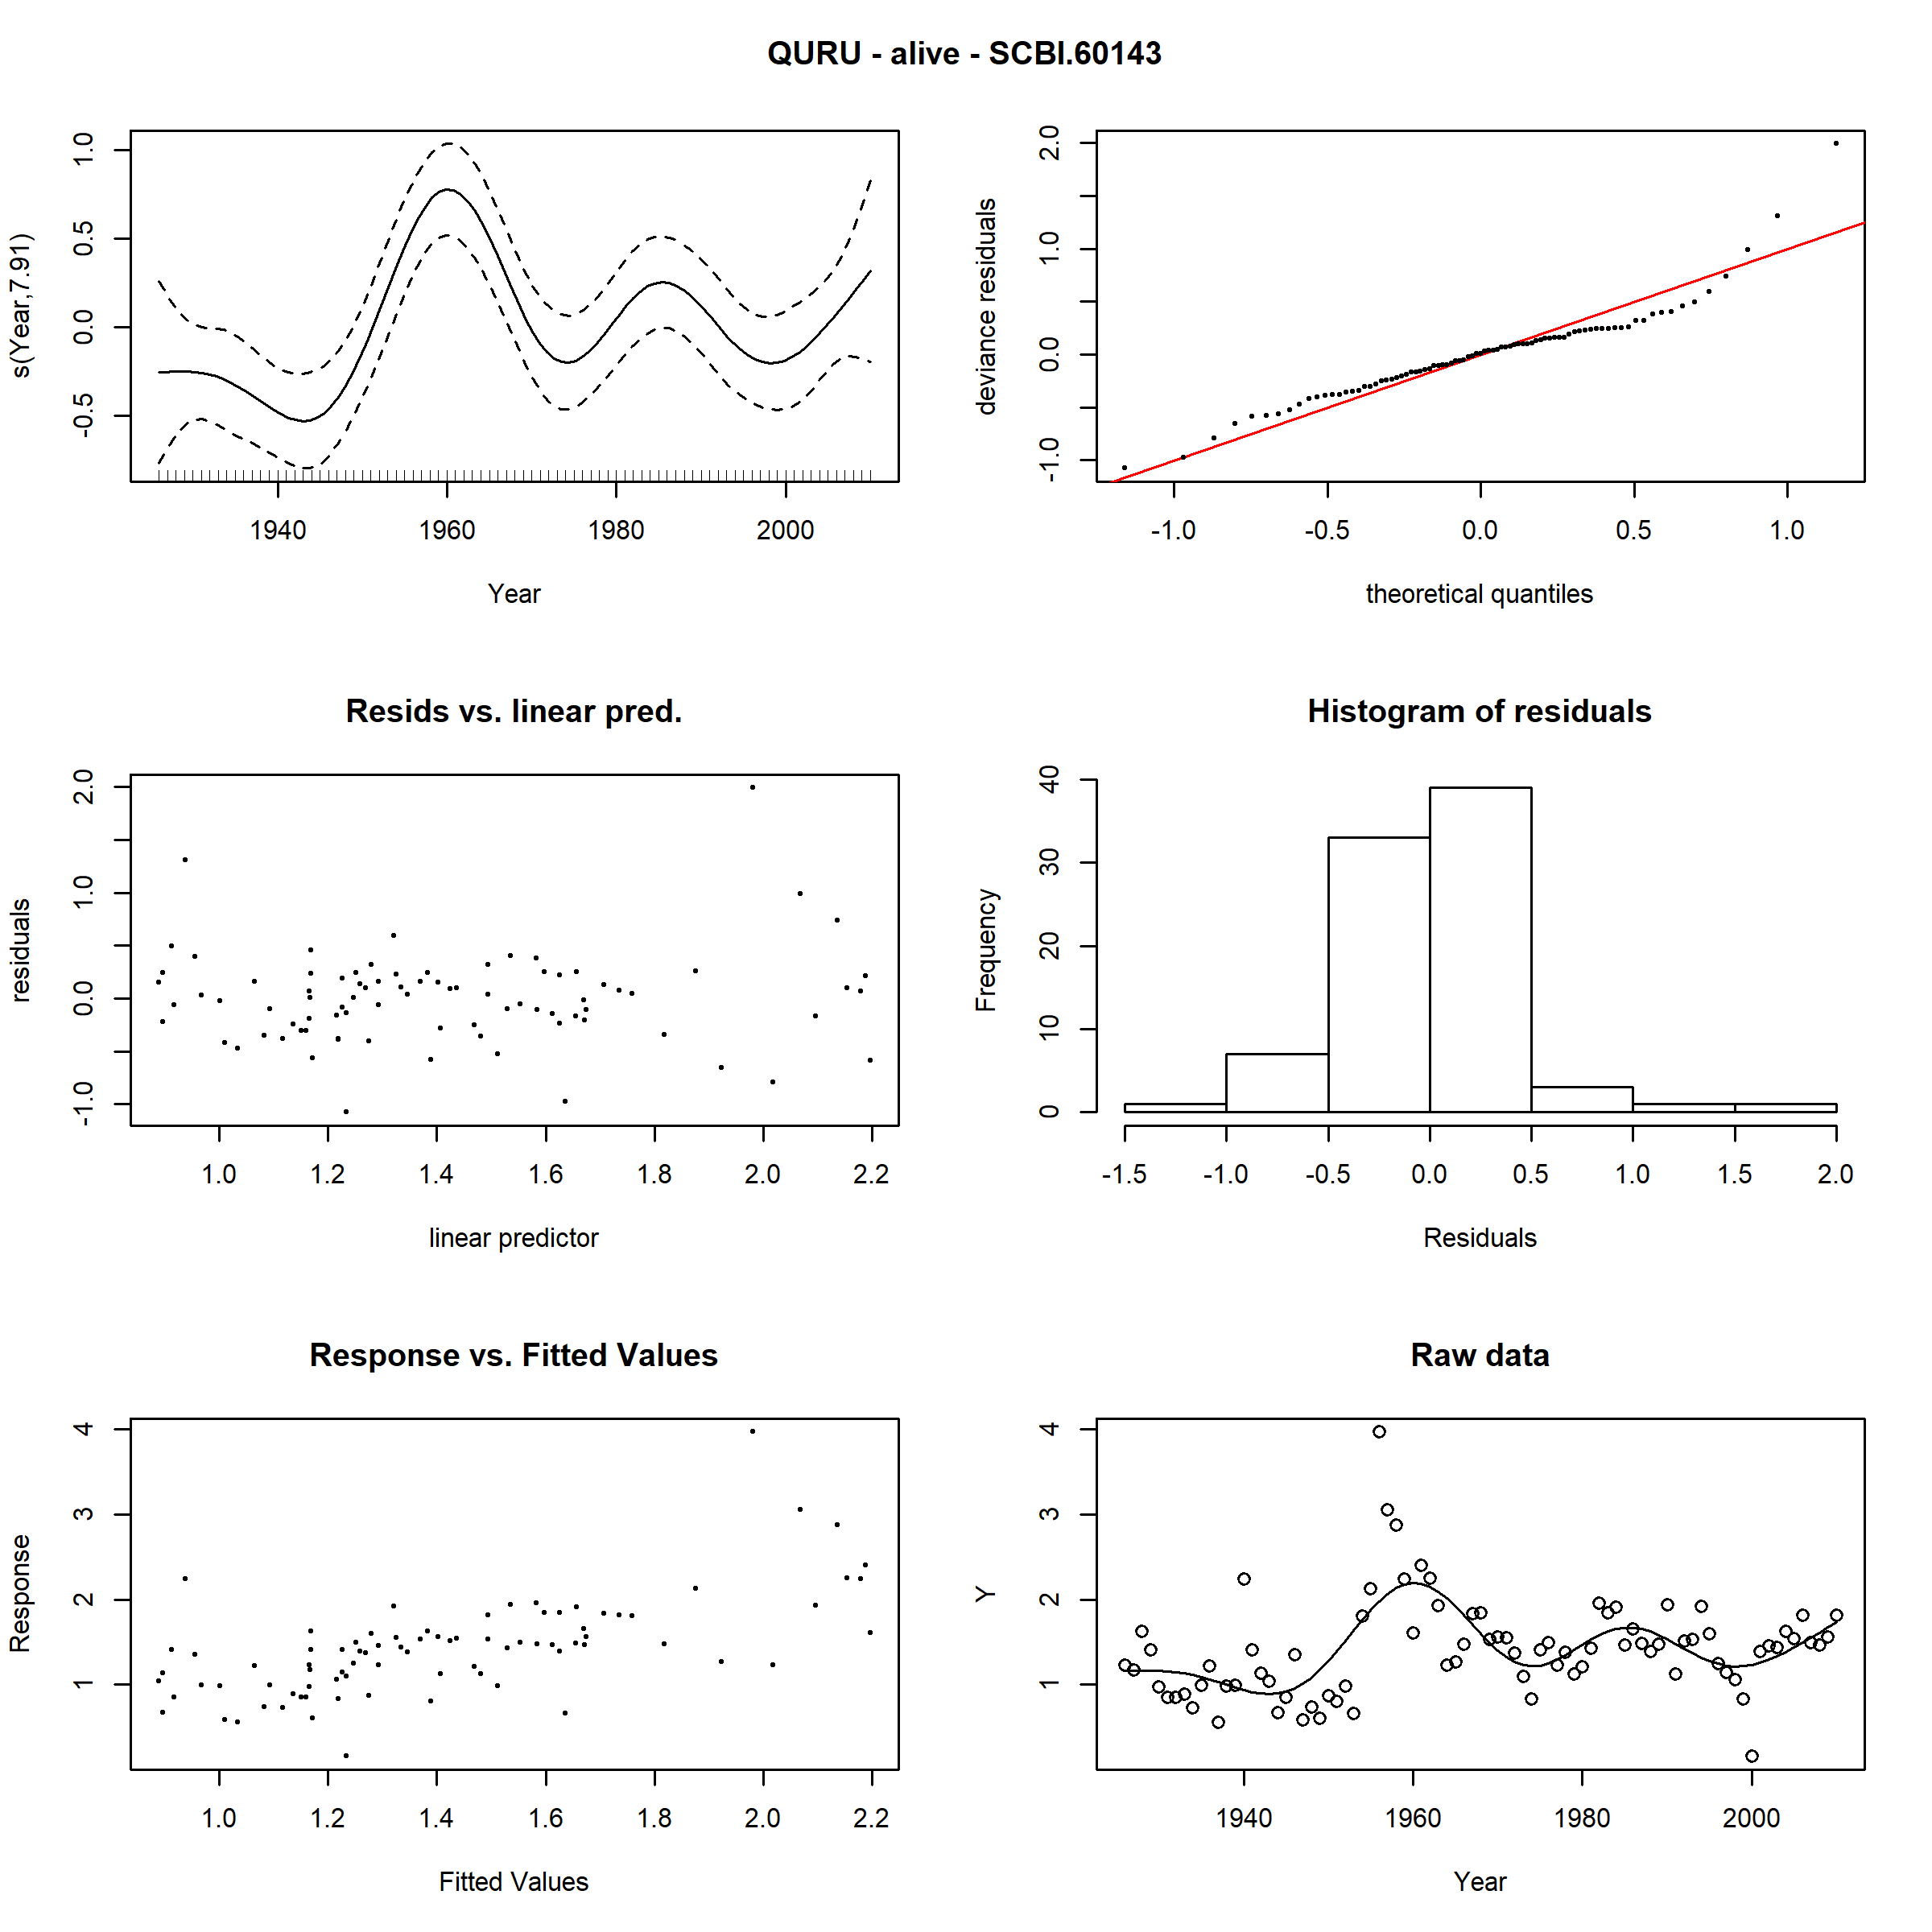 QURU - alive - SCBI.60143
s(Year,7.91)
-0.5 0.0 0.5 1.0
1940 1960 1980 2000
Year
deviance residuals
-1.0 0.0 1.0 2.0
-1.0 -0.5 0.0 0.5 1.0
theoretical quantiles
Resids vs. linear pred.
residuals
-1.0 0.0 1.0 2.0
1.0 1.2 1.4 1.6 1.8 2.0 2.2
linear predictor
Histogram of residuals
Frequency
0 10 20 30 40
-1.5 -1.0 -0.5 0.0 0.5 1.0 1.5 2.0
Residuals
Response vs. Fitted Values
Response
1 2 3 4
1.0 1.2 1.4 1.6 1.8 2.0 2.2
Fitted Values
Raw data
Y
1 2 3 4
1940 1960 1980 2000
Year